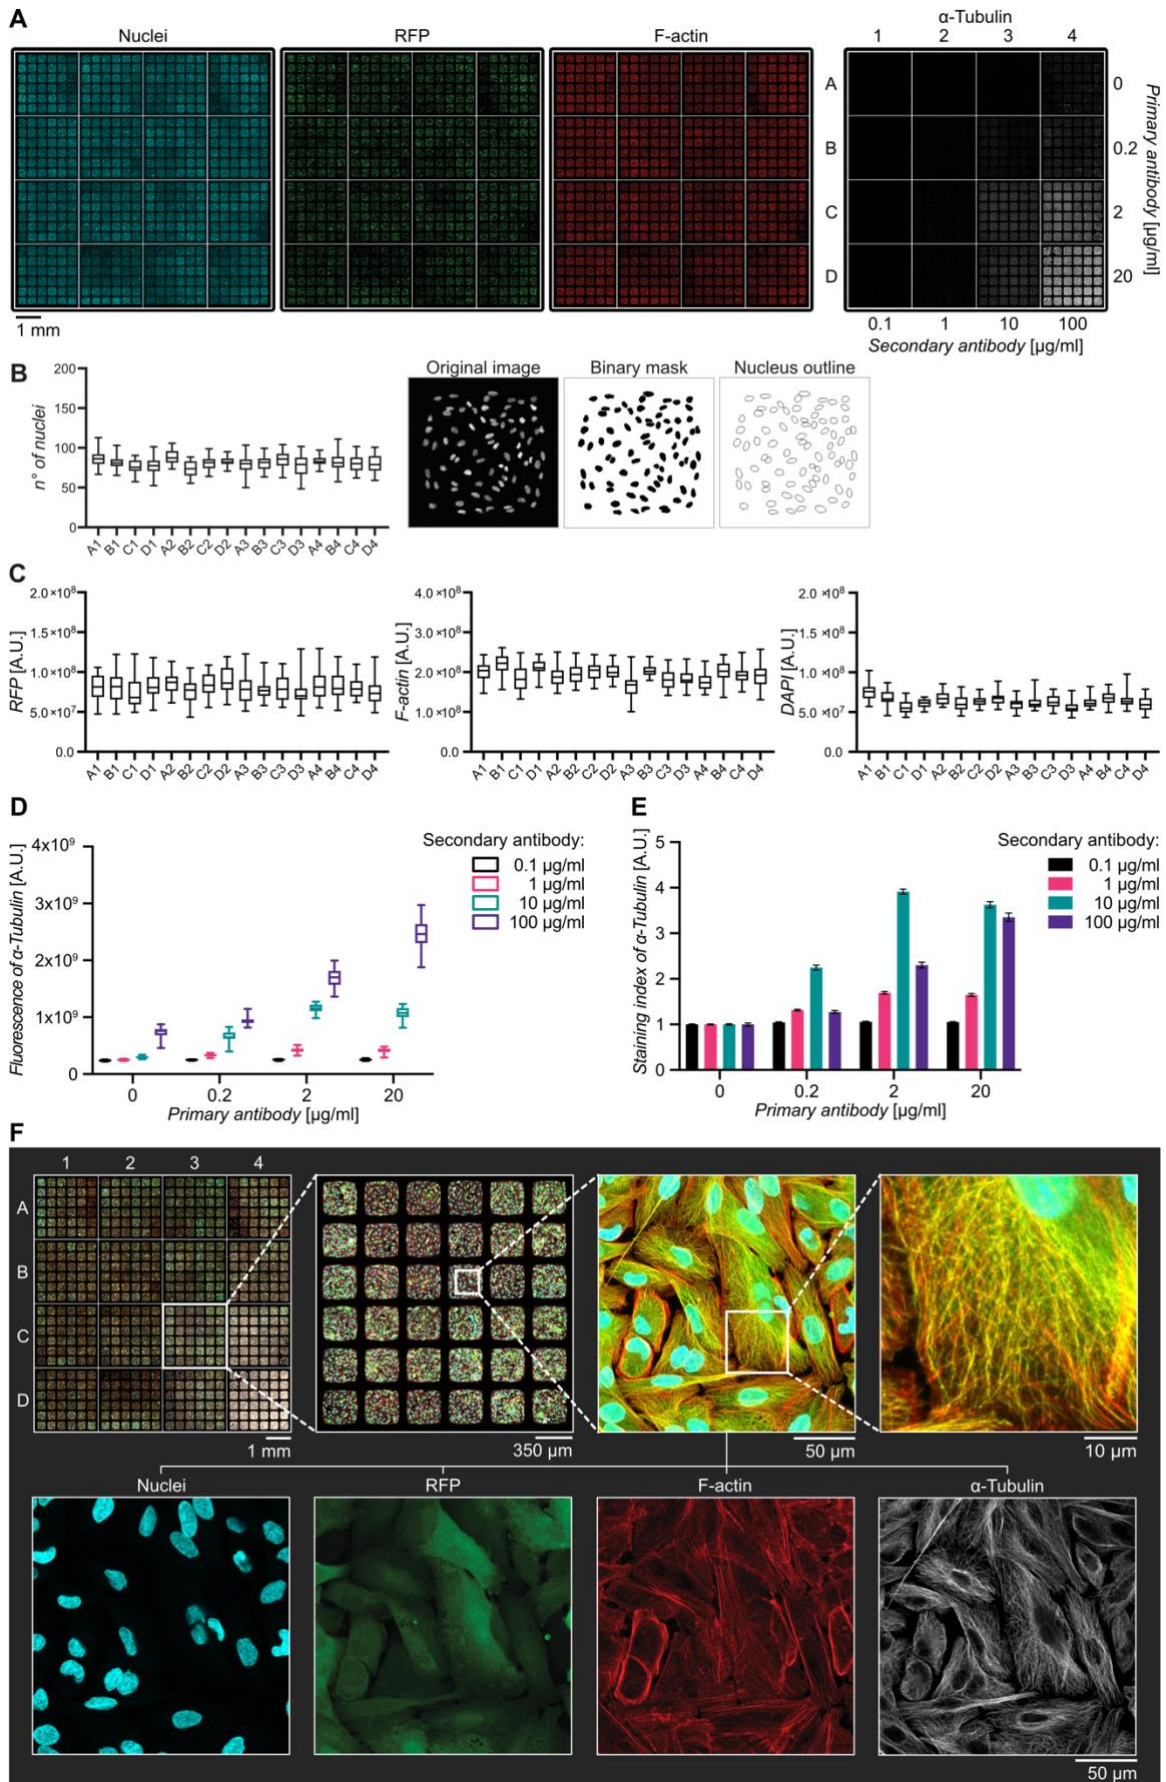 A
Nuclei
RFP
F-actin
α-Tubulin
1 2 3 4
A
B
C
D
0
0.2
2
20
Primary antibody [µg/ml]
0.1 1 10 100
Secondary antibody [µg/ml]
1 mm
B
n° of nuclei
200
150
100
50
0
A1 B1 C1 D1 A2 B2 C2 D2 A3 B3 C3 D3 A4 B4 C4 D4
Original image
Binary mask
Nucleus outline
C
RFP [A.U.]
2.0×10⁸
1.5×10⁸
1.0×10⁸
5.0×10⁷
0.0
A1 B1 C1 D1 A2 B2 C2 D2 A3 B3 C3 D3 A4 B4 C4 D4
F-actin [A.U.]
4.0×10⁸
3.0×10⁸
2.0×10⁸
1.0×10⁸
0.0
A1 B1 C1 D1 A2 B2 C2 D2 A3 B3 C3 D3 A4 B4 C4 D4
DAPI [A.U.]
2.0×10⁸
1.5×10⁸
1.0×10⁸
5.0×10⁷
0.0
A1 B1 C1 D1 A2 B2 C2 D2 A3 B3 C3 D3 A4 B4 C4 D4
D
Fluorescence of α-Tubulin [A.U.]
4x10⁹
3x10⁹
2x10⁹
1x10⁹
0
0 0.2 2 20
Primary antibody [µg/ml]
Secondary antibody:
0.1 µg/ml
1 µg/ml
10 µg/ml
100 µg/ml
E
Staining index of α-Tubulin [A.U.]
5
4
3
2
1
0
0 0.2 2 20
Primary antibody [µg/ml]
Secondary antibody:
0.1 µg/ml
1 µg/ml
10 µg/ml
100 µg/ml
F
1 2 3 4
A
B
C
D
1 mm
350 µm
50 µm
10 µm
Nuclei
RFP
F-actin
α-Tubulin
50 µm